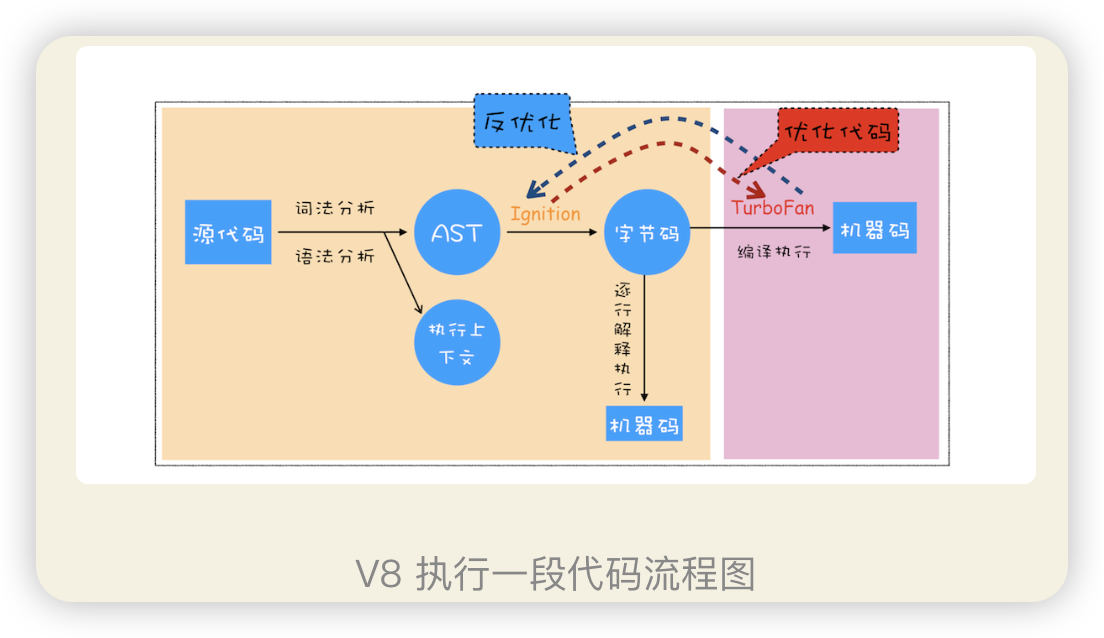 反优化
优化代码
源代码
词法分析
语法分析
AST
Ignition
字节码
TurboFan
编译执行
机器码
执行上
下文
逐
行
解
释
执
行
机器码
V8 执行一段代码流程图